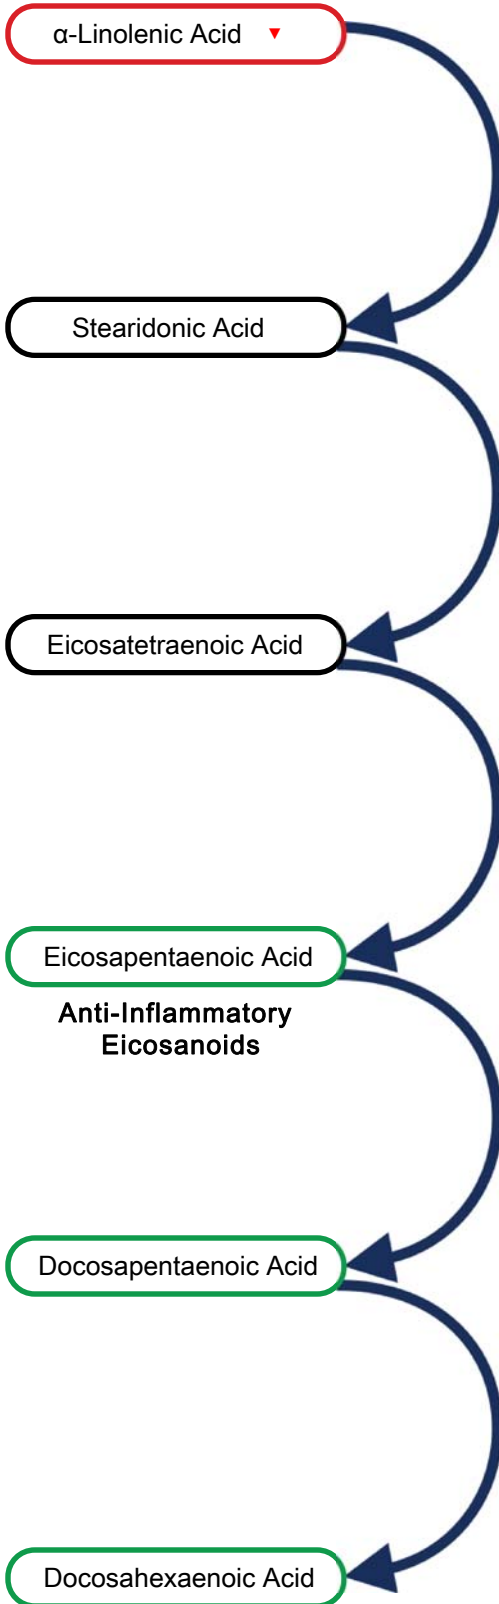 α-Linolenic Acid ▼
Stearidonic Acid
Eicosatetraenoic Acid
Eicosapentaenoic Acid
Anti-Inflammatory
Eicosanoids
Docosapentaenoic Acid
Docosahexaenoic Acid